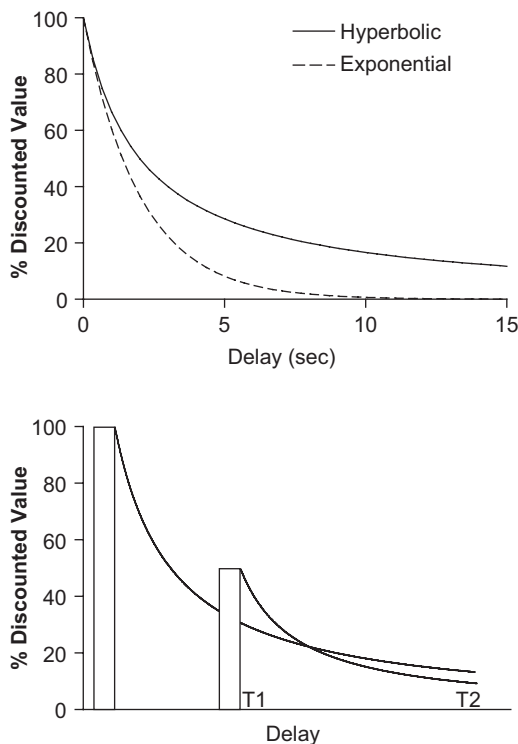 100
80
60
40
20
0
% Discounted Value
Hyperbolic
Exponential
0 5 10 15
Delay (sec)
100
80
60
40
20
0
% Discounted Value
T1 T2
Delay